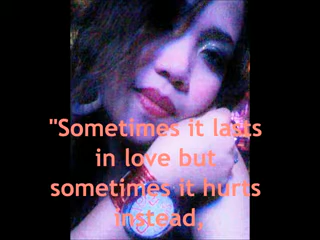 "Sometimes it lasts
in love but
sometimes it hurts
instead,